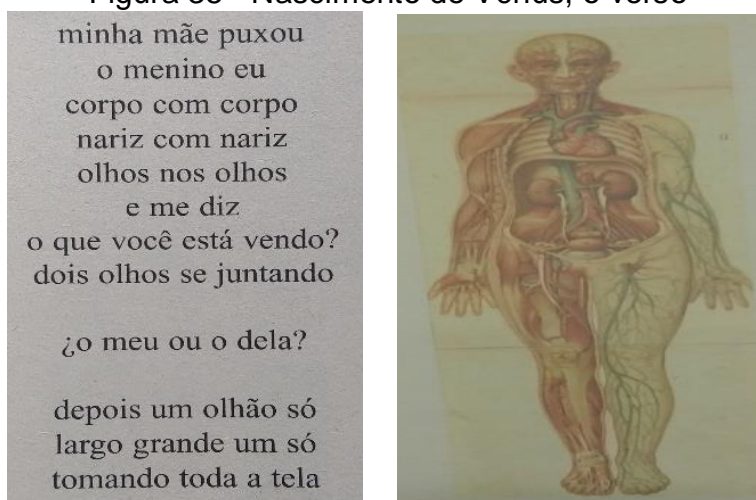 Figura - Nascimento de Vênus, o verso
minha mãe puxou
o menino eu
corpo com corpo
nariz com nariz
olhos nos olhos
e me diz
o que você está vendo?
dois olhos se juntando
¿o meu ou o dela?
depois um olhão só
largo grande um só
tomando toda a tela